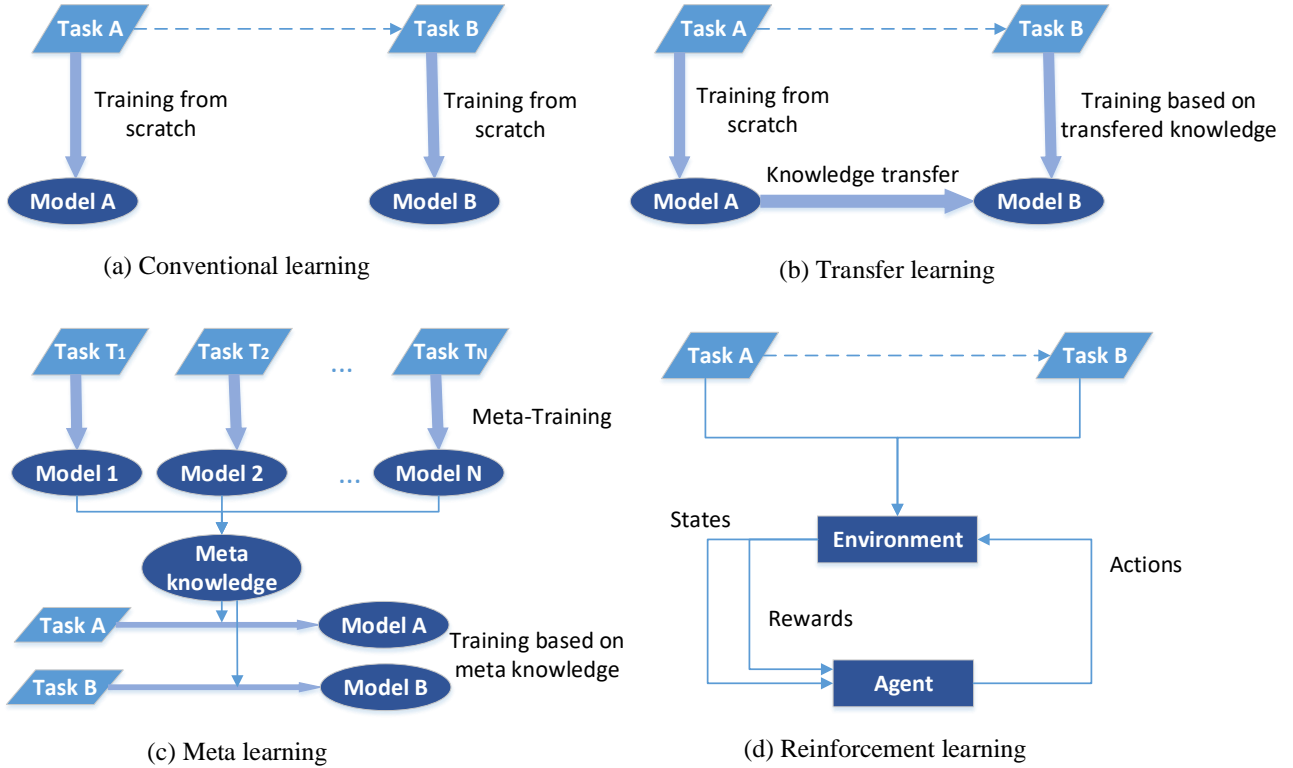 Task A
Task B
Training from
scratch
Training from
scratch
Model A
Model B
(a) Conventional learning
Task A
Task B
Training from
scratch
Training based on
transfered knowledge
Knowledge transfer
Model A
Model B
(b) Transfer learning
Task T1
Task T2
...
Task TN
Meta-Training
Model 1
Model 2
...
Model N
Meta
knowledge
Task A
Model A
Training based on
meta knowledge
Task B
Model B
(c) Meta learning
Task A
Task B
States
Environment
Actions
Rewards
Agent
(d) Reinforcement learning